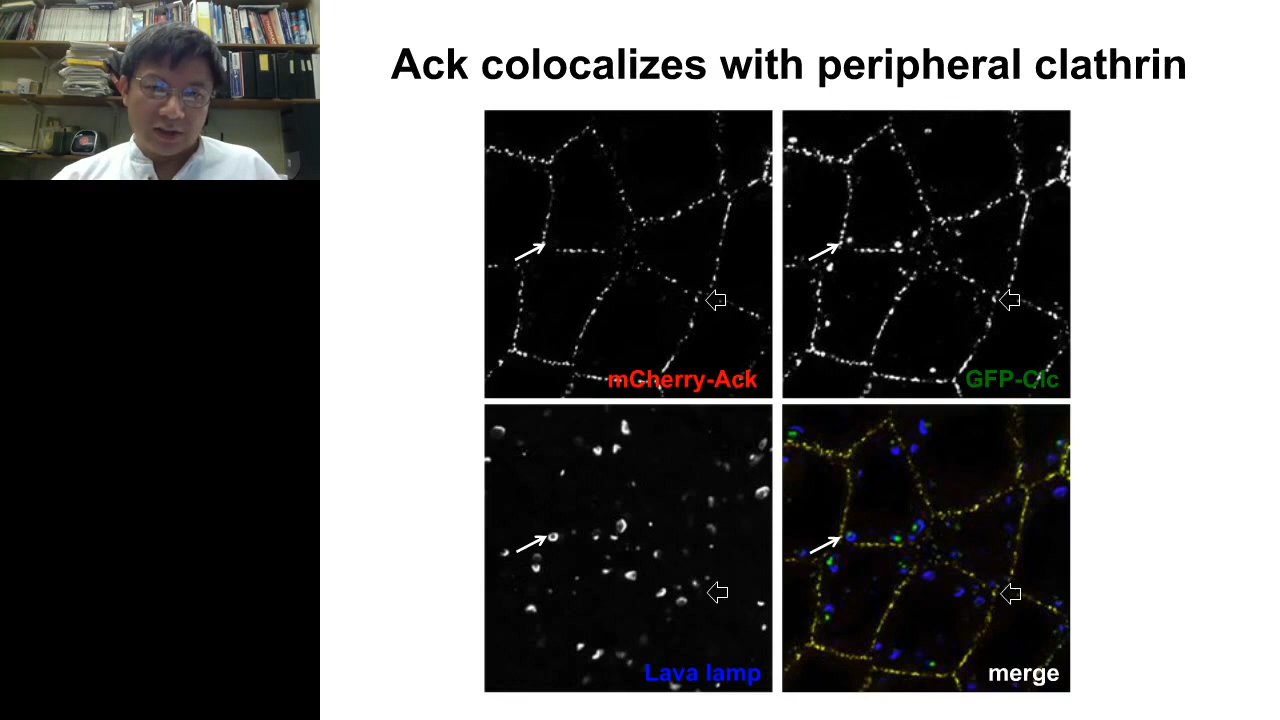 Ack colocalizes with peripheral clathrin
mCherry-Ack
GFP-Clc
Lava lamp
merge